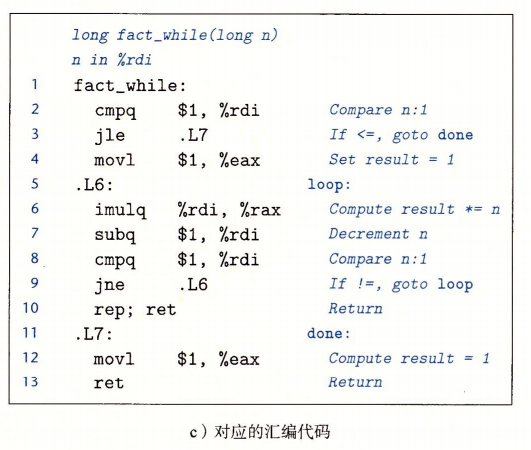 long fact_while(long n)
n in %rdi
1 fact_while:
2 cmpq $1, %rdi Compare n:1
3 jle .L7 If <=, goto done
4 movl $1, %eax Set result = 1
5 .L6: loop:
6 imulq %rdi, %rax Compute result *= n
7 subq $1, %rdi Decrement n
8 cmpq $1, %rdi Compare n:1
9 jne .L6 If !=, goto loop
10 rep; ret Return
11 .L7: done:
12 movl $1, %eax Compute result = 1
13 ret Return
c）对应的汇编代码